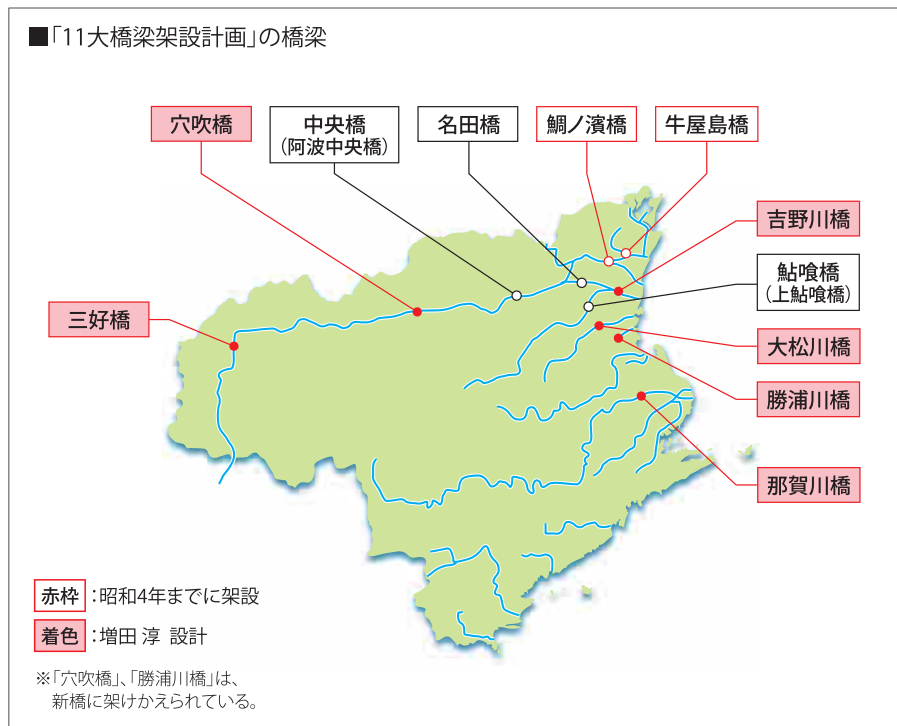 ■「11大橋梁架設計画」の橋梁
穴吹橋
中央橋
(阿波中央橋)
名田橋
鯛ノ濱橋
牛屋島橋
吉野川橋
鮎喰橋
(上鮎喰橋)
三好橋
大松川橋
勝浦川橋
那賀川橋
赤枠:昭和4年までに架設
着色:増田 淳 設計
※「穴吹橋」、「勝浦川橋」は、
新橋に架けかえられている。